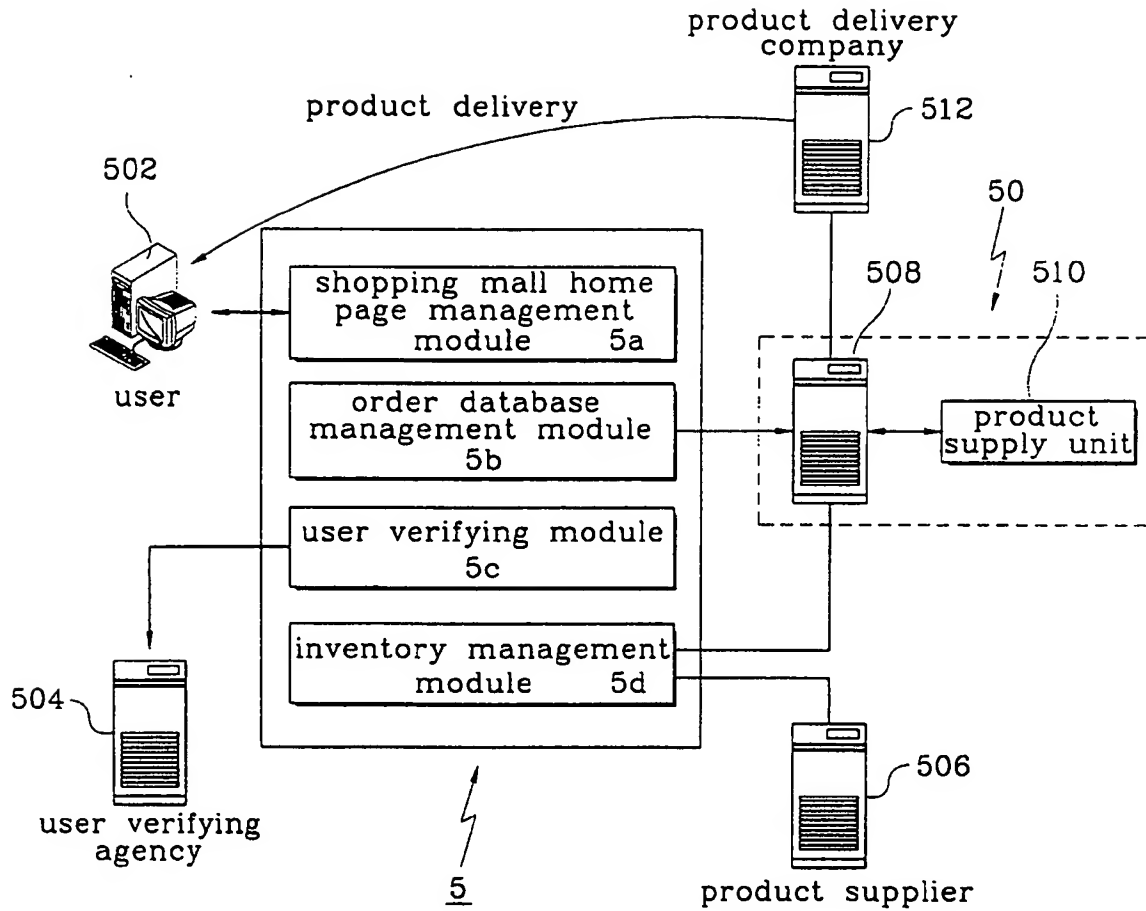 product delivery
company
product delivery
512
502
50
508
510
shopping mall home
page management
module 5a
user
order database
management module
5b
product
supply unit
user verifying module
5c
inventory management
module 5d
504
506
user verifying
agency
5
product supplier